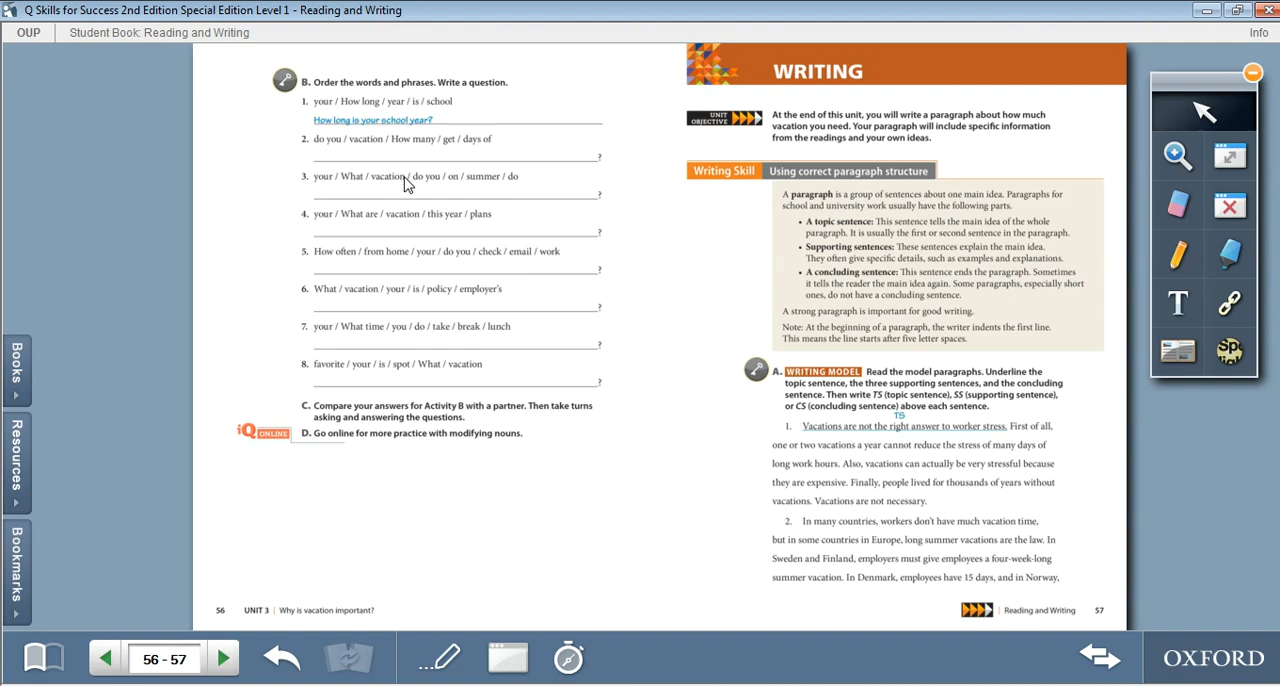 Q Skills for Success 2nd Edition Special Edition Level 1 - Reading and Writing
OUP
Student Book: Reading and Writing
Info
B. Order the words and phrases. Write a question.
1. your / How long / year / is / school
How long is your school year?
2. do you / vacation / How many / get / days of
?
3. your / What / vacation / do you / on / summer / do
?
4. your / What are / vacation / this year / plans
?
5. How often / from home / your / do you / check / email / work
?
6. What / vacation / your / is / policy / employer's
?
7. your / What time / you / do / take / break / lunch
?
8. favorite / your / is / spot / What / vacation
?
C. Compare your answers for Activity B with a partner. Then take turns
asking and answering the questions.
iQ ONLINE
D. Go online for more practice with modifying nouns.
56 UNIT 3 | Why is vacation important?
WRITING
UNIT
OBJECTIVE
At the end of this unit, you will write a paragraph about how much
vacation you need. Your paragraph will include specific information
from the readings and your own ideas.
Writing Skill Using correct paragraph structure
A paragraph is a group of sentences about one main idea. Paragraphs for
school and university work usually have the following parts.
• A topic sentence: This sentence tells the main idea of the whole
paragraph. It is usually the first or second sentence in the paragraph.
• Supporting sentences: These sentences explain the main idea.
They often give specific details, such as examples and explanations.
• A concluding sentence: This sentence ends the paragraph. Sometimes
it tells the reader the main idea again. Some paragraphs, especially short
ones, do not have a concluding sentence.
A strong paragraph is important for good writing.
Note: At the beginning of a paragraph, the writer indents the first line.
This means the line starts after five letter spaces.
A. WRITING MODEL Read the model paragraphs. Underline the
topic sentence, the three supporting sentences, and the concluding
sentence. Then write TS (topic sentence), SS (supporting sentence),
or CS (concluding sentence) above each sentence.
TS
1. Vacations are not the right answer to worker stress. First of all,
one or two vacations a year cannot reduce the stress of many days of
long work hours. Also, vacations can actually be very stressful because
they are expensive. Finally, people lived for thousands of years without
vacations. Vacations are not necessary.
2. In many countries, workers don't have much vacation time,
but in some countries in Europe, long summer vacations are the law. In
Sweden and Finland, employers must give employees a four-week-long
summer vacation. In Denmark, employees have 15 days, and in Norway,
Reading and Writing 57
Books
Resources
Bookmarks
T
56 - 57
OXFORD